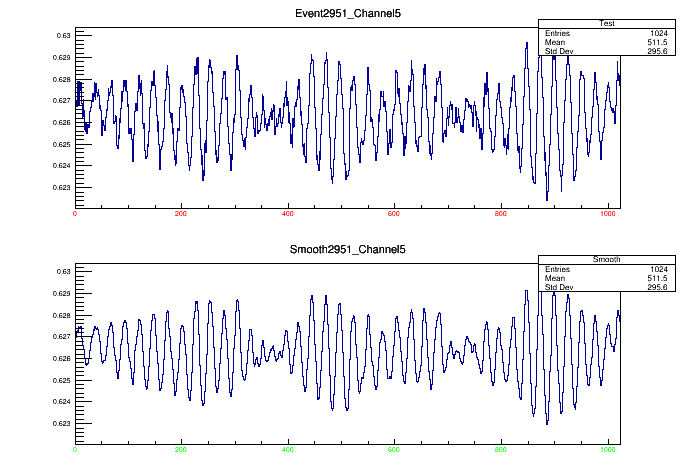 Event2951_Channel5
Test
Entries 1024
Mean 511.5
Std Dev 295.6
0.63
0.629
0.628
0.627
0.626
0.625
0.624
0.623
0 200 400 600 800 1000
Smooth2951_Channel5
Smooth
Entries 1024
Mean 511.5
Std Dev 295.6
0.63
0.629
0.628
0.627
0.626
0.625
0.624
0.623
0 200 400 600 800 1000